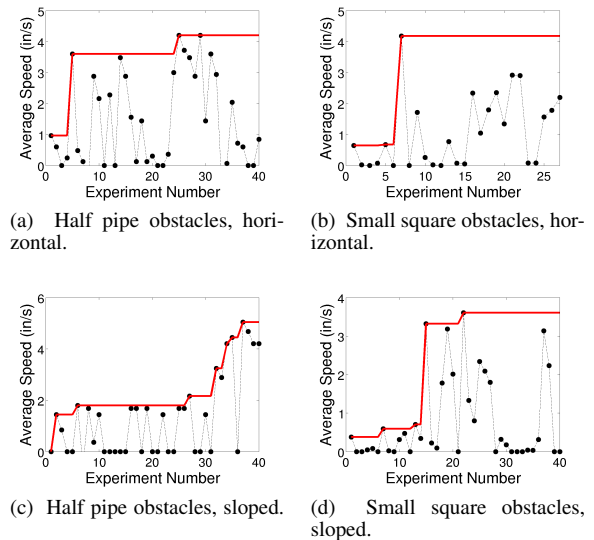 5
4
3
2
1
0
Average Speed (in/s)
0 10 20 30 40
Experiment Number
(a) Half pipe obstacles, hori-
zontal.
5
4
3
2
1
0
Average Speed (in/s)
0 5 10 15 20 25
Experiment Number
(b) Small square obstacles, hor-
izontal.
6
4
2
0
Average Speed (in/s)
0 10 20 30 40
Experiment Number
(c) Half pipe obstacles, sloped.
4
3
2
1
0
Average Speed (in/s)
0 10 20 30 40
Experiment Number
(d) Small square obstacles,
sloped.